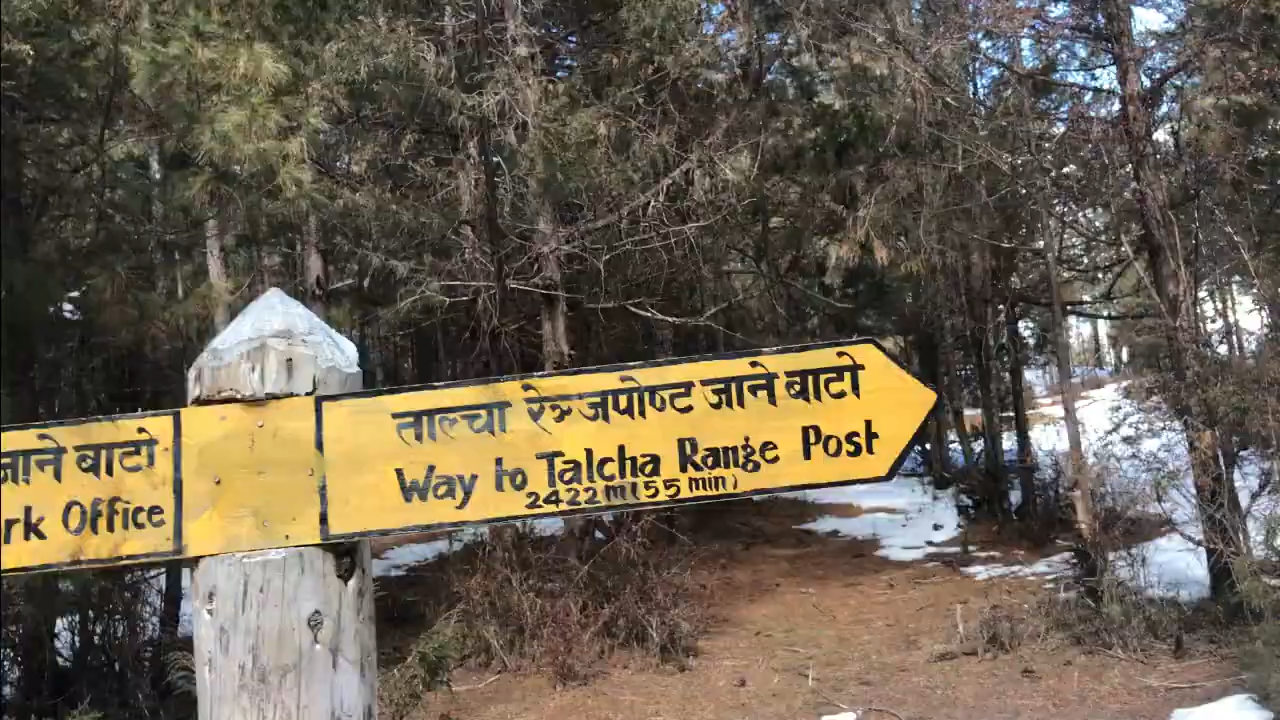 जाने बाटो
rk Office
ताल्चा रेञ्जपोष्ट जाने बाटो
Way to Talcha Range Post
2422m (55 min)